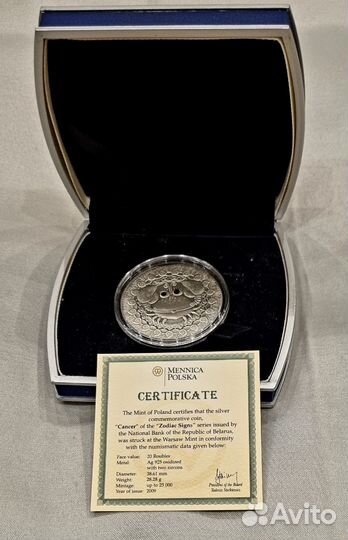 MENNICA
POLSKA
CERTIFICATE
The Mint of Poland certifies that the silver
commemorative coin,
"Cancer" of the "Zodiac Signs" series issued by
the National Bank of the Republic of Belarus,
was struck at the Warsaw Mint in conformity
with the numismatic data given below:
Face value: 20 Roubles
Metal: Ag 925 oxidized
with two zircons
Diameter: 38.61 mm
Weight: 28.28 g
Mintage: up to 25 000
Year of issue: 2009
President of the Board
Tadeusz Steckiewicz
Avito